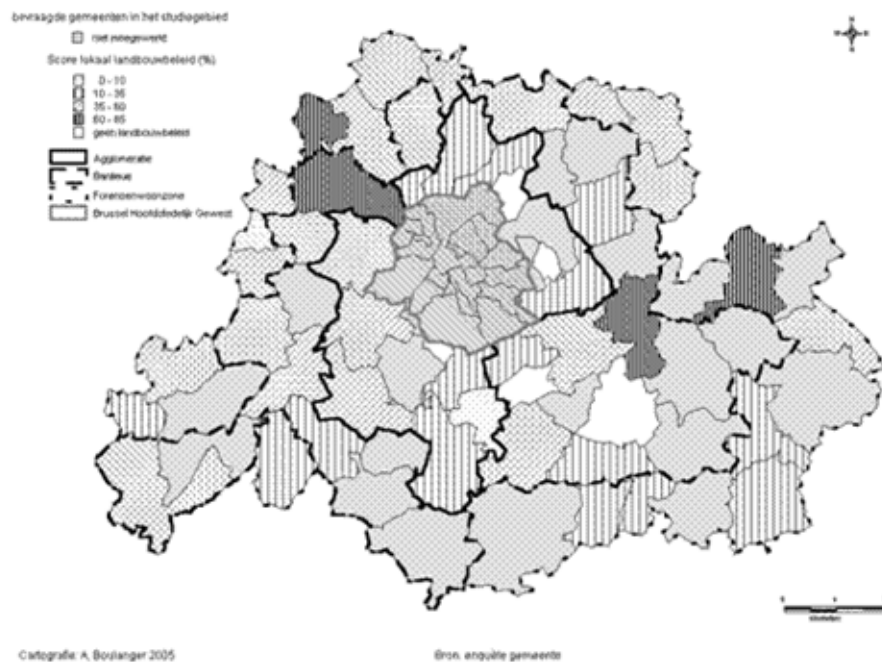 bevraagde gemeenten in het studiegebied
niet meegewerkt
Score lokaal landbouwbeleid (%)
0 - 10
10 - 35
35 - 60
60 - 85
geen landbouwbeleid
Agglomeratie
Banlieue
Forensenwoonzone
Brussel Hoofdstedelijk Gewest
Cartografie: A. Boulanger 2005
Bron: enquête gemeente